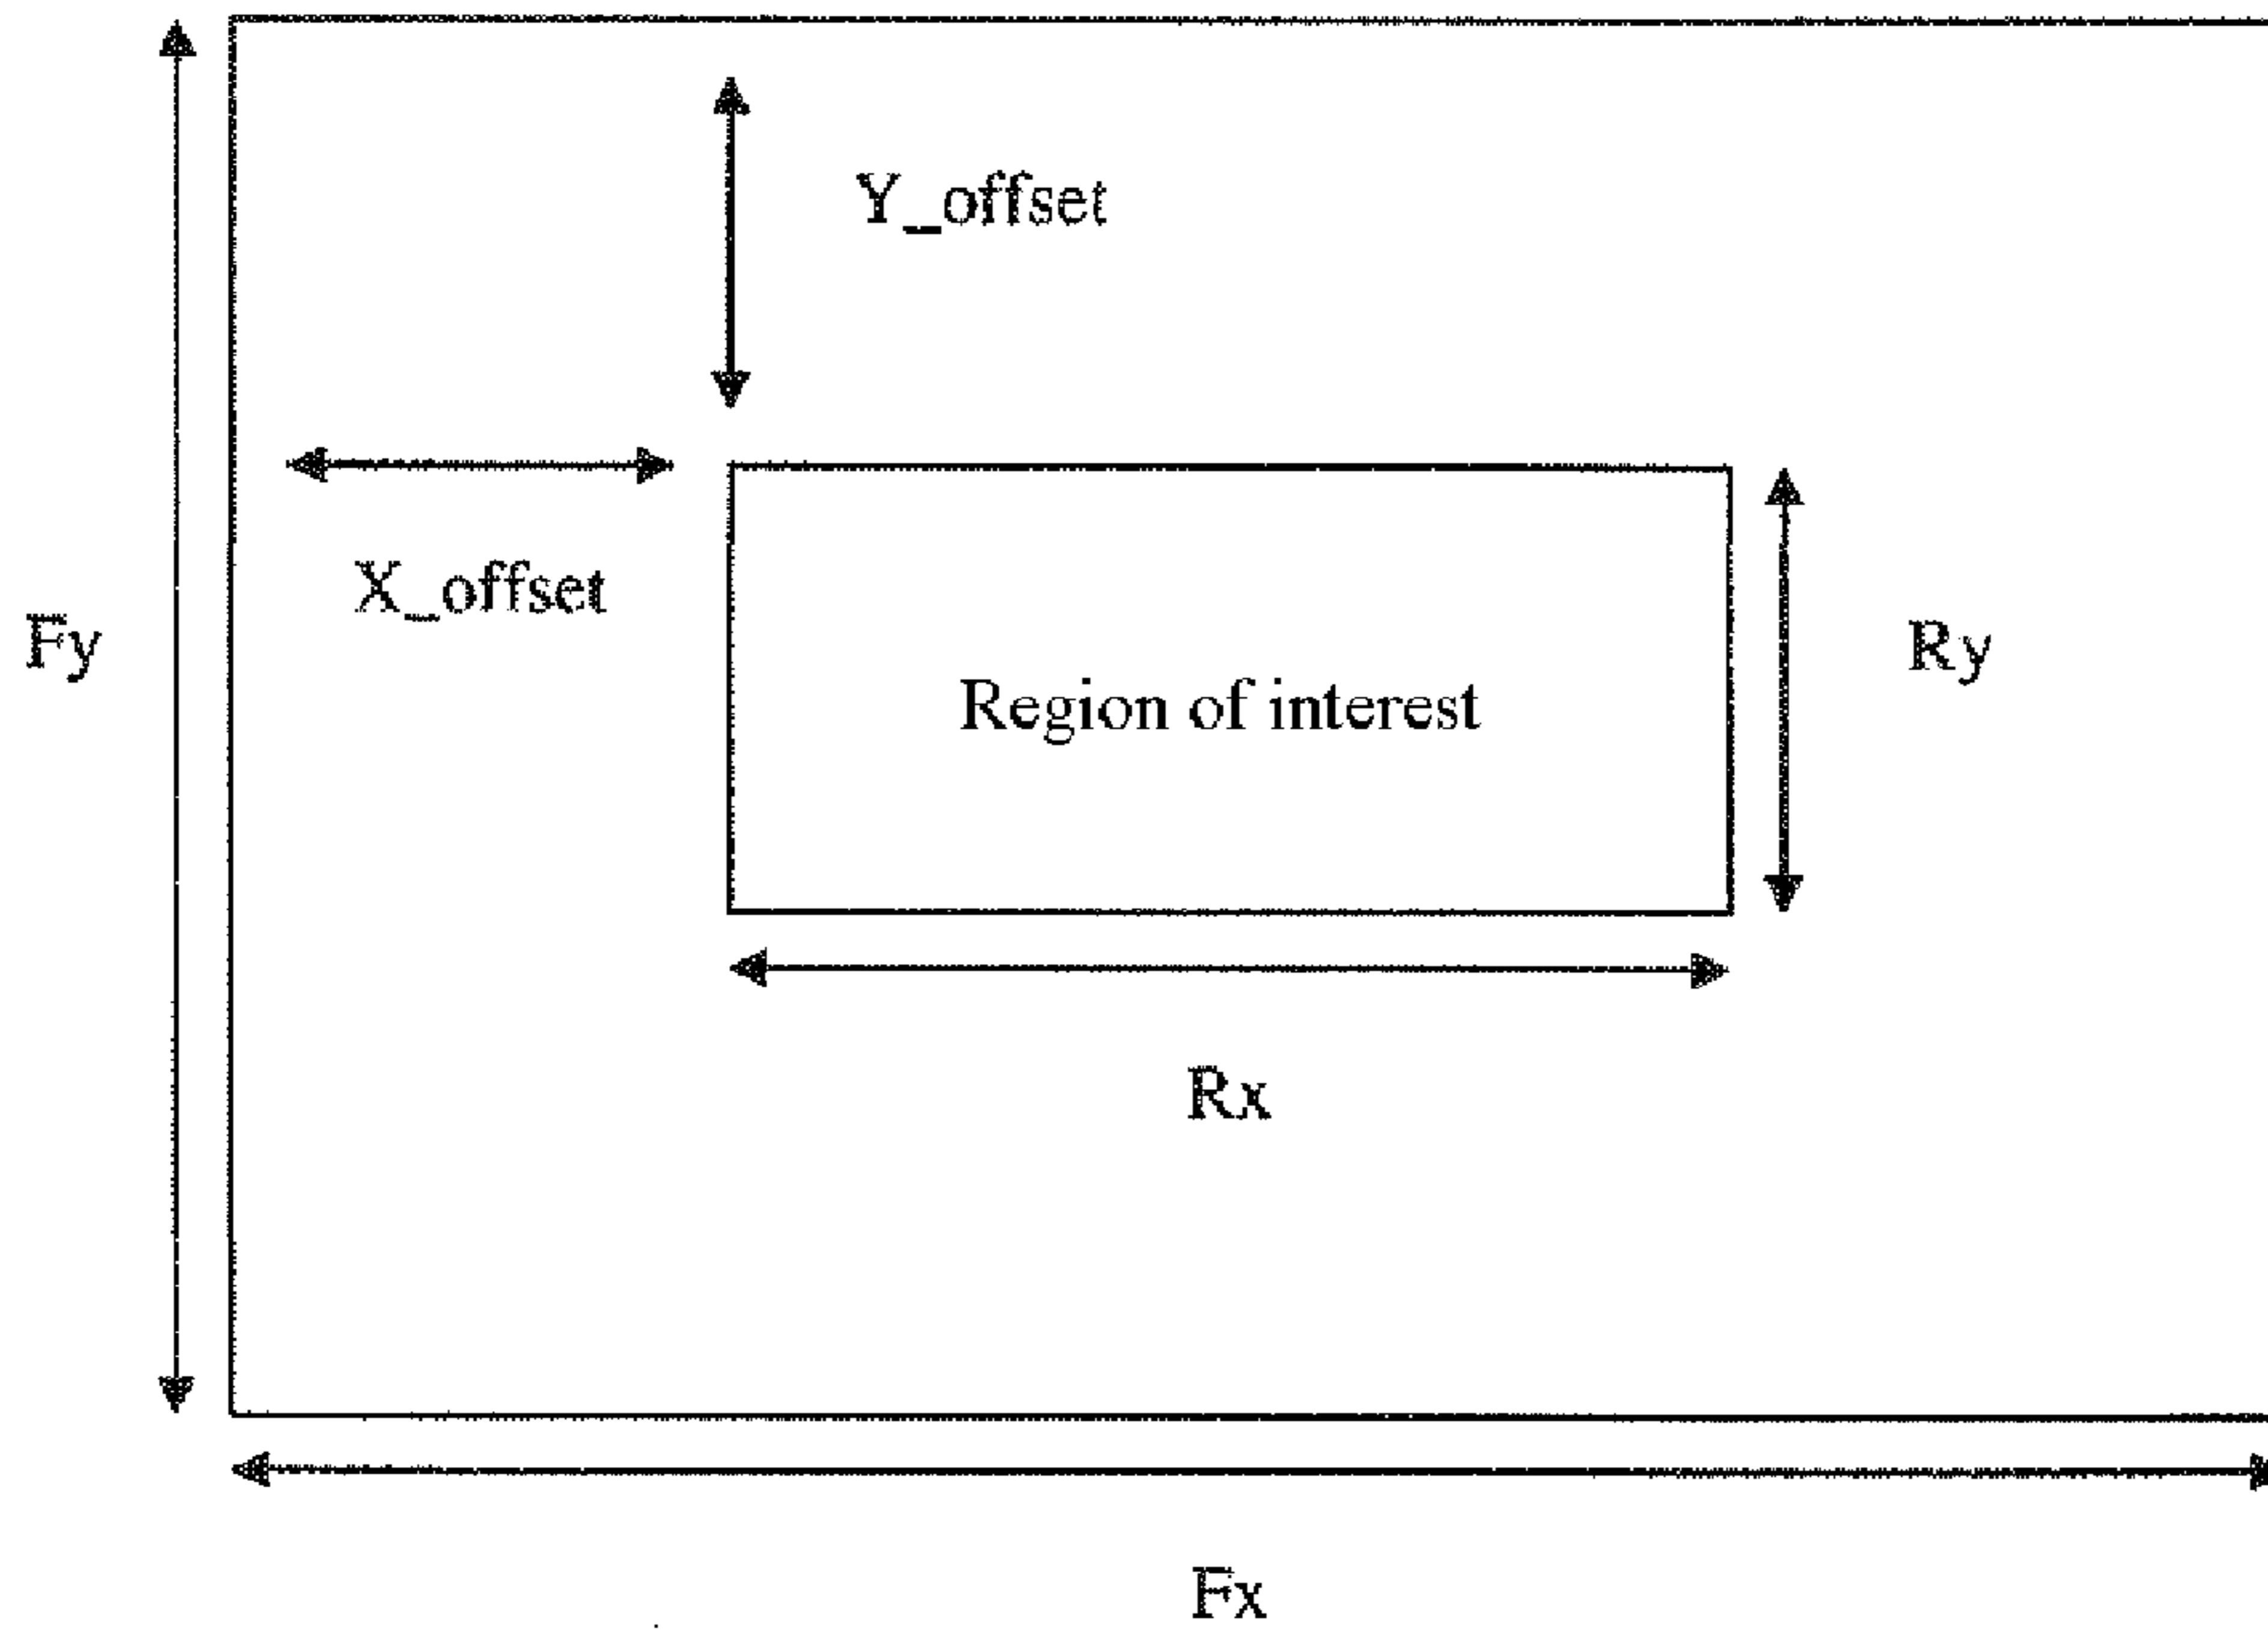 Y_offset
X_offset
Fy
Ry
Region of interest
Rx
Fx